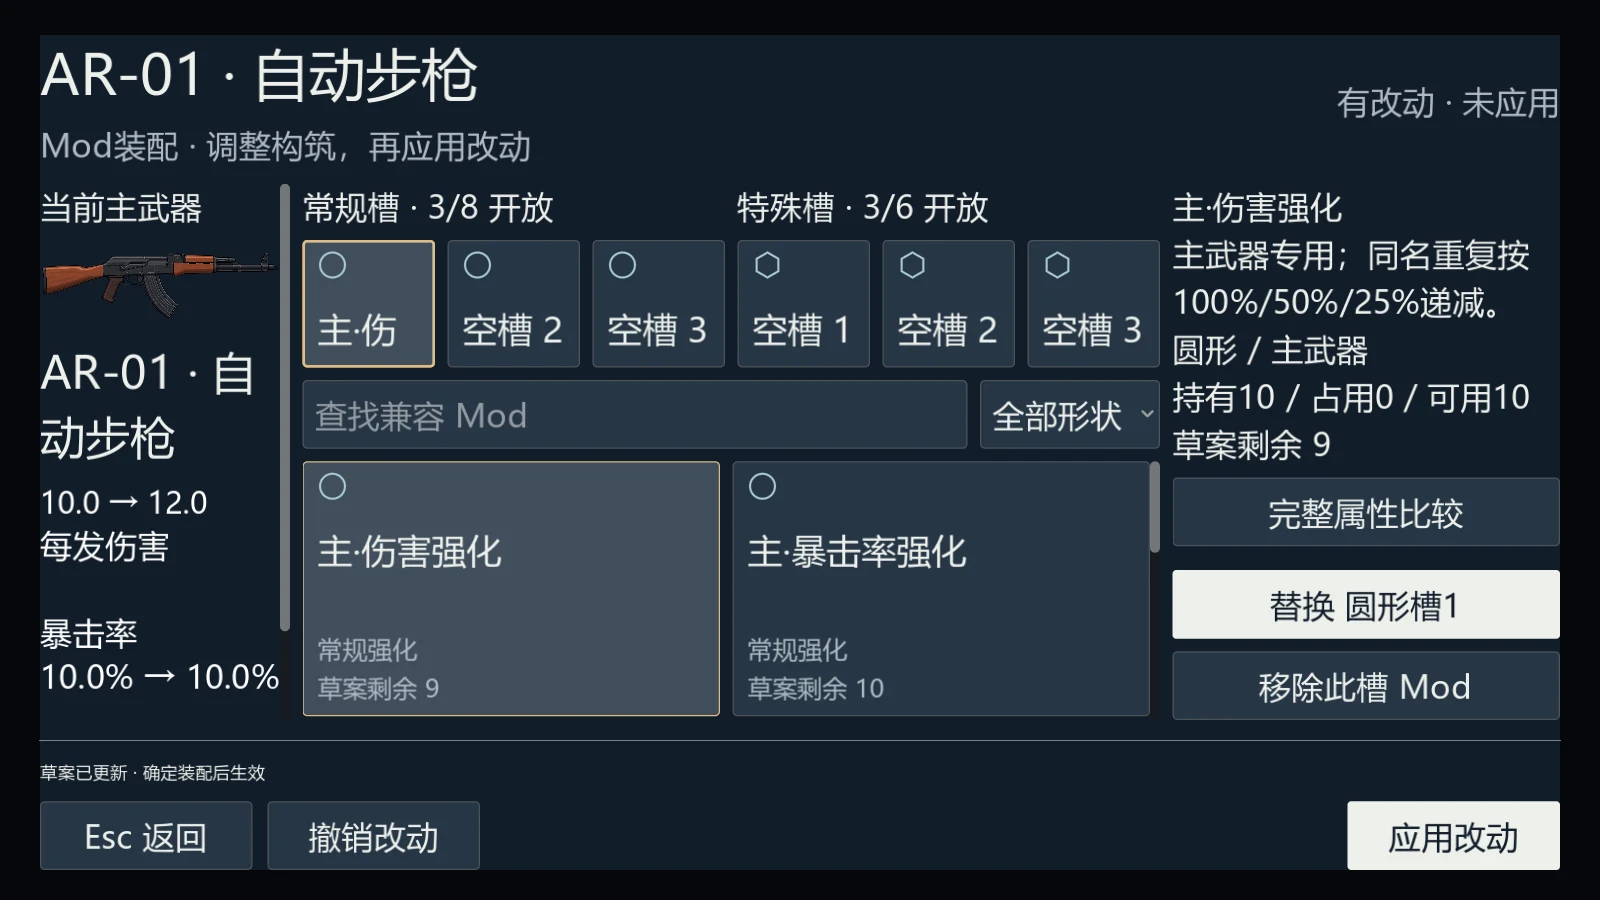 AR-01 · 自动步枪
有改动 · 未应用
Mod装配 · 调整构筑，再应用改动
当前主武器
AR-01 · 自
动步枪
10.0 → 12.0
每发伤害
暴击率
10.0% → 10.0%
常规槽 · 3/8 开放
特殊槽 · 3/6 开放
主·伤
空槽 2
空槽 3
空槽 1
空槽 2
空槽 3
查找兼容 Mod
全部形状
主·伤害强化
常规强化
草案剩余 9
主·暴击率强化
常规强化
草案剩余 10
主·伤害强化
主武器专用；同名重复按
100%/50%/25%递减。
圆形 / 主武器
持有10 / 占用0 / 可用10
草案剩余 9
完整属性比较
替换 圆形槽1
移除此槽 Mod
草案已更新 · 确定装配后生效
Esc 返回
撤销改动
应用改动